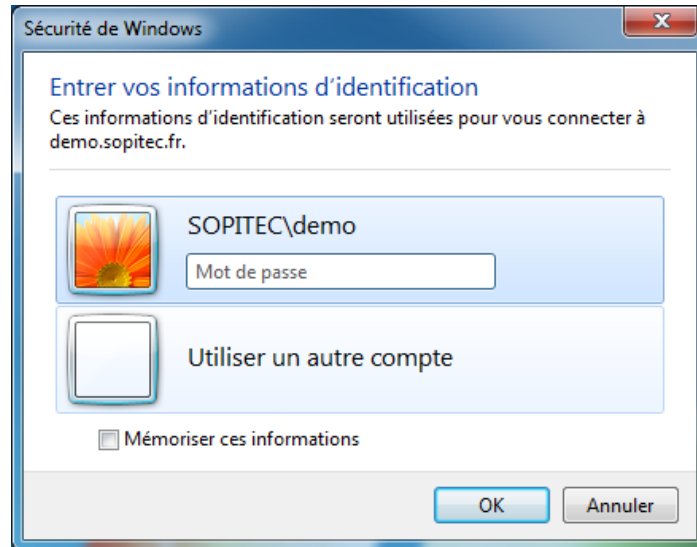 Sécurité de Windows
Entrer vos informations d'identification
Ces informations d'identification seront utilisées pour vous connecter à
demo.sopitec.fr.
SOPITEC\demo
Mot de passe
Utiliser un autre compte
Mémoriser ces informations
OK
Annuler